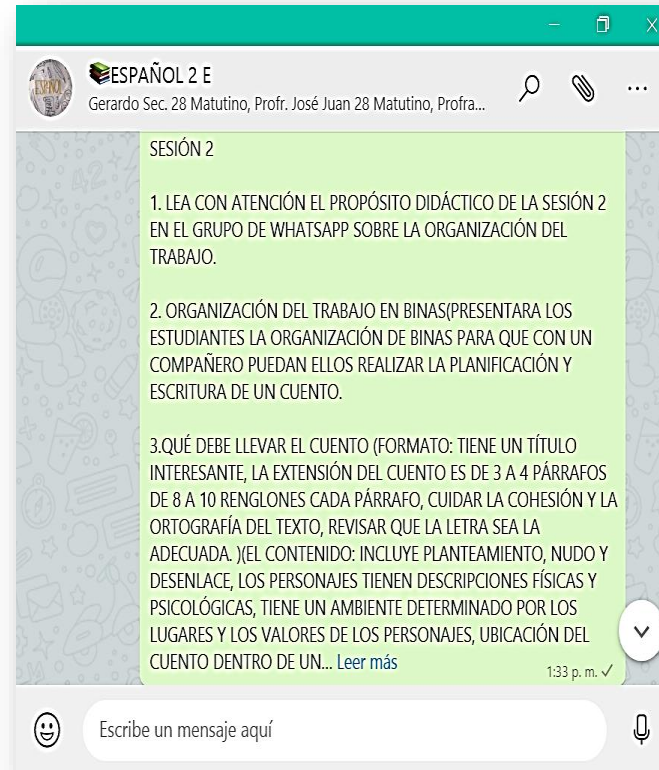 📚ESPAÑOL 2 E
Gerardo Sec. 28 Matutino, Profr. José Juan 28 Matutino, Profra...
SESIÓN 2
1. LEA CON ATENCIÓN EL PROPÓSITO DIDÁCTICO DE LA SESIÓN 2
EN EL GRUPO DE WHATSAPP SOBRE LA ORGANIZACIÓN DEL
TRABAJO.
2. ORGANIZACIÓN DEL TRABAJO EN BINAS(PRESENTARA LOS
ESTUDIANTES LA ORGANIZACIÓN DE BINAS PARA QUE CON UN
COMPAÑERO PUEDAN ELLOS REALIZAR LA PLANIFICACIÓN Y
ESCRITURA DE UN CUENTO.
3.QUÉ DEBE LLEVAR EL CUENTO (FORMATO: TIENE UN TÍTULO
INTERESANTE, LA EXTENSIÓN DEL CUENTO ES DE 3 A 4 PÁRRAFOS
DE 8 A 10 RENGLONES CADA PÁRRAFO, CUIDAR LA COHESIÓN Y LA
ORTOGRAFÍA DEL TEXTO, REVISAR QUE LA LETRA SEA LA
ADECUADA. )(EL CONTENIDO: INCLUYE PLANTEAMIENTO, NUDO Y
DESENLACE, LOS PERSONAJES TIENEN DESCRIPCIONES FÍSICAS Y
PSICOLÓGICAS, TIENE UN AMBIENTE DETERMINADO POR LOS
LUGARES Y LOS VALORES DE LOS PERSONAJES, UBICACIÓN DEL
CUENTO DENTRO DE UN... Leer más
1:33 p. m.
Escribe un mensaje aquí